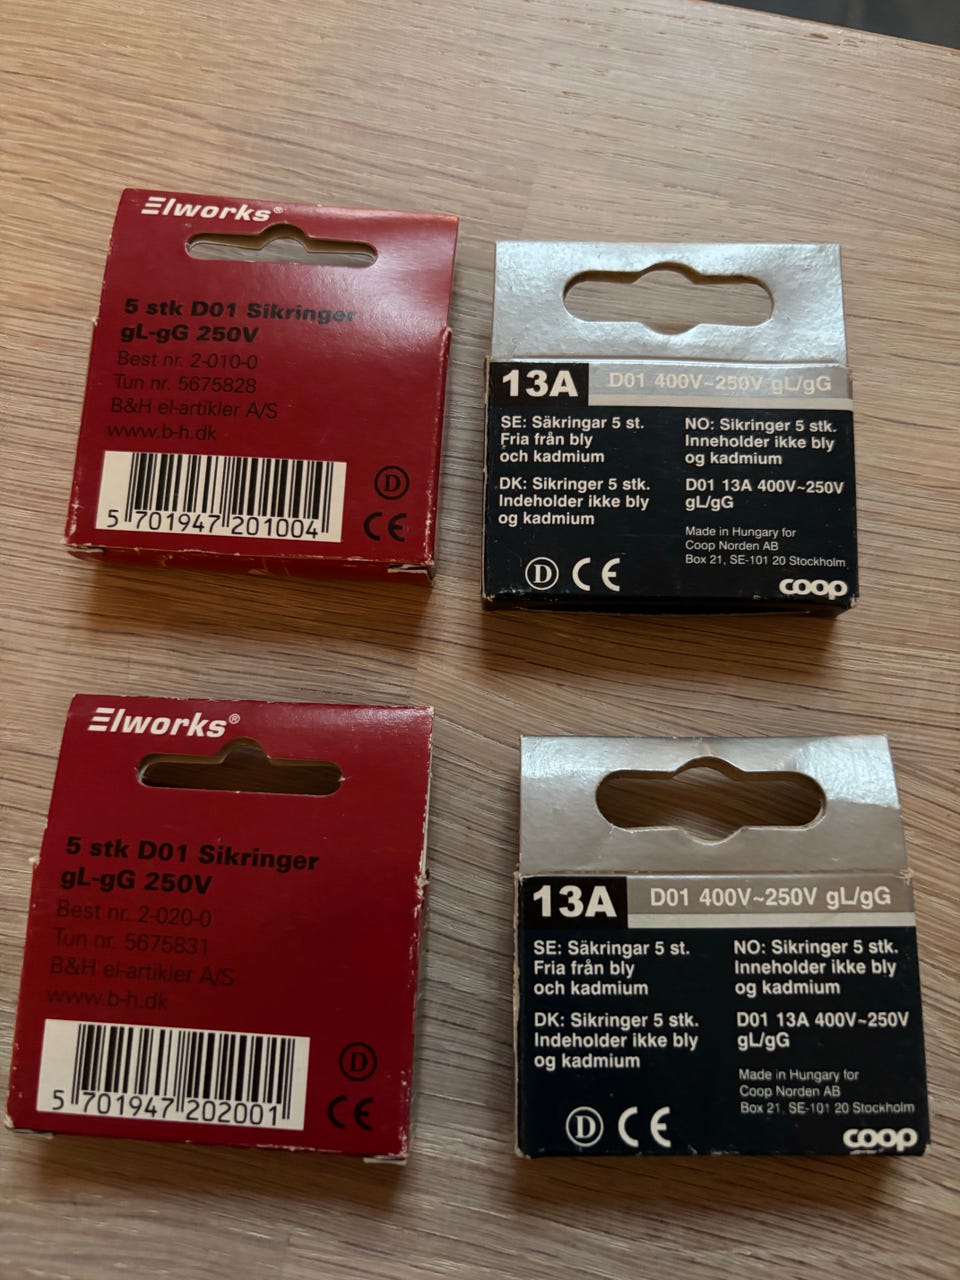 Elworks®
5 stk D01 Sikringer
gL-gG 250V
Best nr. 2-010-0
Tun nr. 5675828
B&H el-artikler A/S
www.b-h.dk
5 701947 201004
D
CE
13A
D01 400V~250V gL/gG
SE: Säkringar 5 st.
Fria från bly
och kadmium
DK: Sikringer 5 stk.
Indeholder ikke bly
og kadmium
NO: Sikringer 5 stk.
Inneholder ikke bly
og kadmium
D01 13A 400V~250V
gL/gG
Made in Hungary for
Coop Norden AB
Box 21, SE-101 20 Stockholm
D CE
coop
Elworks®
5 stk D01 Sikringer
gL-gG 250V
Best nr. 2-020-0
Tun nr. 5675831
B&H el-artikler A/S
www.b-h.dk
5 701947 202001
D
CE
13A
D01 400V~250V gL/gG
SE: Säkringar 5 st.
Fria från bly
och kadmium
DK: Sikringer 5 stk.
Indeholder ikke bly
og kadmium
NO: Sikringer 5 stk.
Inneholder ikke bly
og kadmium
D01 13A 400V~250V
gL/gG
Made in Hungary for
Coop Norden AB
Box 21, SE-101 20 Stockholm
D CE
coop